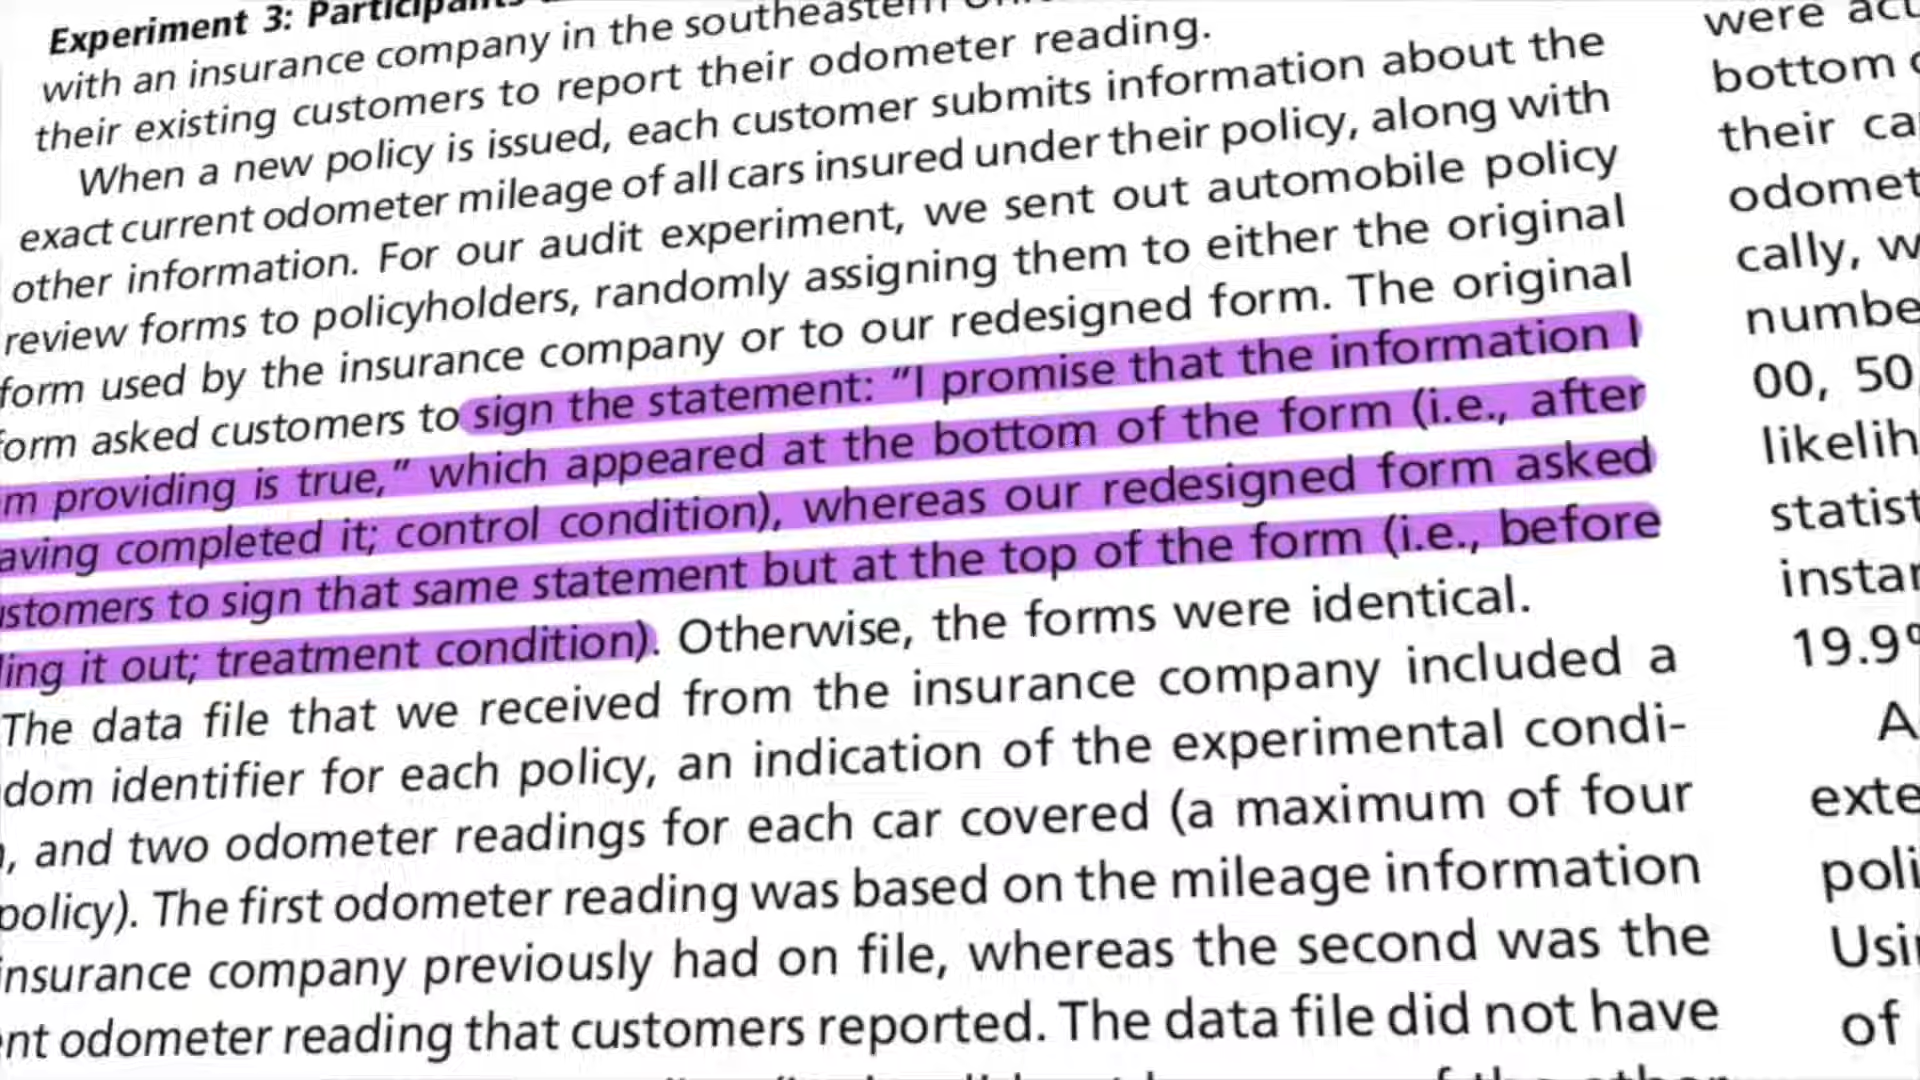 Experiment 3: Participants
with an insurance company in the southeastern
their existing customers to report their odometer reading.
When a new policy is issued, each customer submits information about the
exact current odometer mileage of all cars insured under their policy, along with
other information. For our audit experiment, we sent out automobile policy
review forms to policyholders, randomly assigning them to either the original
form used by the insurance company or to our redesigned form. The original
form asked customers to sign the statement: “I promise that the information I
m providing is true,” which appeared at the bottom of the form (i.e., after
aving completed it; control condition), whereas our redesigned form asked
ustomers to sign that same statement but at the top of the form (i.e., before
ling it out; treatment condition). Otherwise, the forms were identical.
The data file that we received from the insurance company included a
dom identifier for each policy, an indication of the experimental condi-
, and two odometer readings for each car covered (a maximum of four
policy). The first odometer reading was based on the mileage information
insurance company previously had on file, whereas the second was the
nt odometer reading that customers reported. The data file did not have
were act
bottom
their ca
odomet
cally, w
numbe
00, 50
likelih
statist
instan
19.9%
A
exte
poli
Usin
of